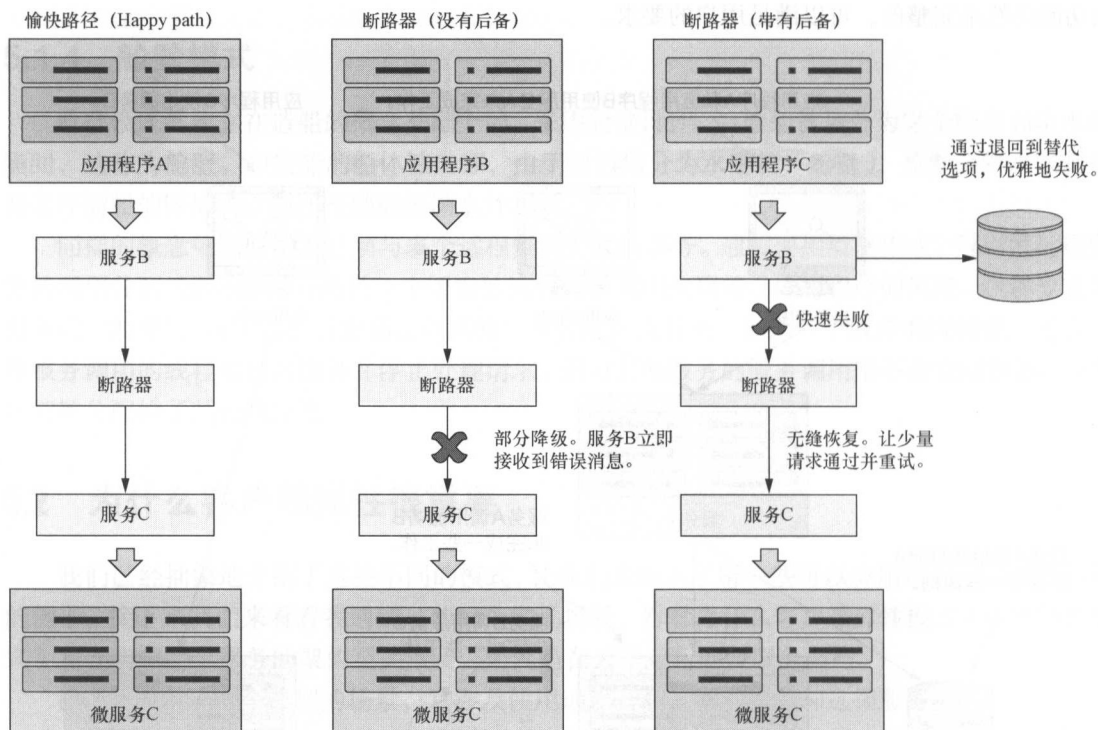 愉快路径（Happy path）
断路器（没有后备）
断路器（带有后备）
应用程序A
应用程序B
应用程序C
通过退回到替代
选项，优雅地失败。
服务B
服务B
服务B
快速失败
断路器
断路器
断路器
部分降级。服务B立即
接收到错误消息。
无缝恢复。让少量
请求通过并重试。
服务C
服务C
服务C
微服务C
微服务C
微服务C